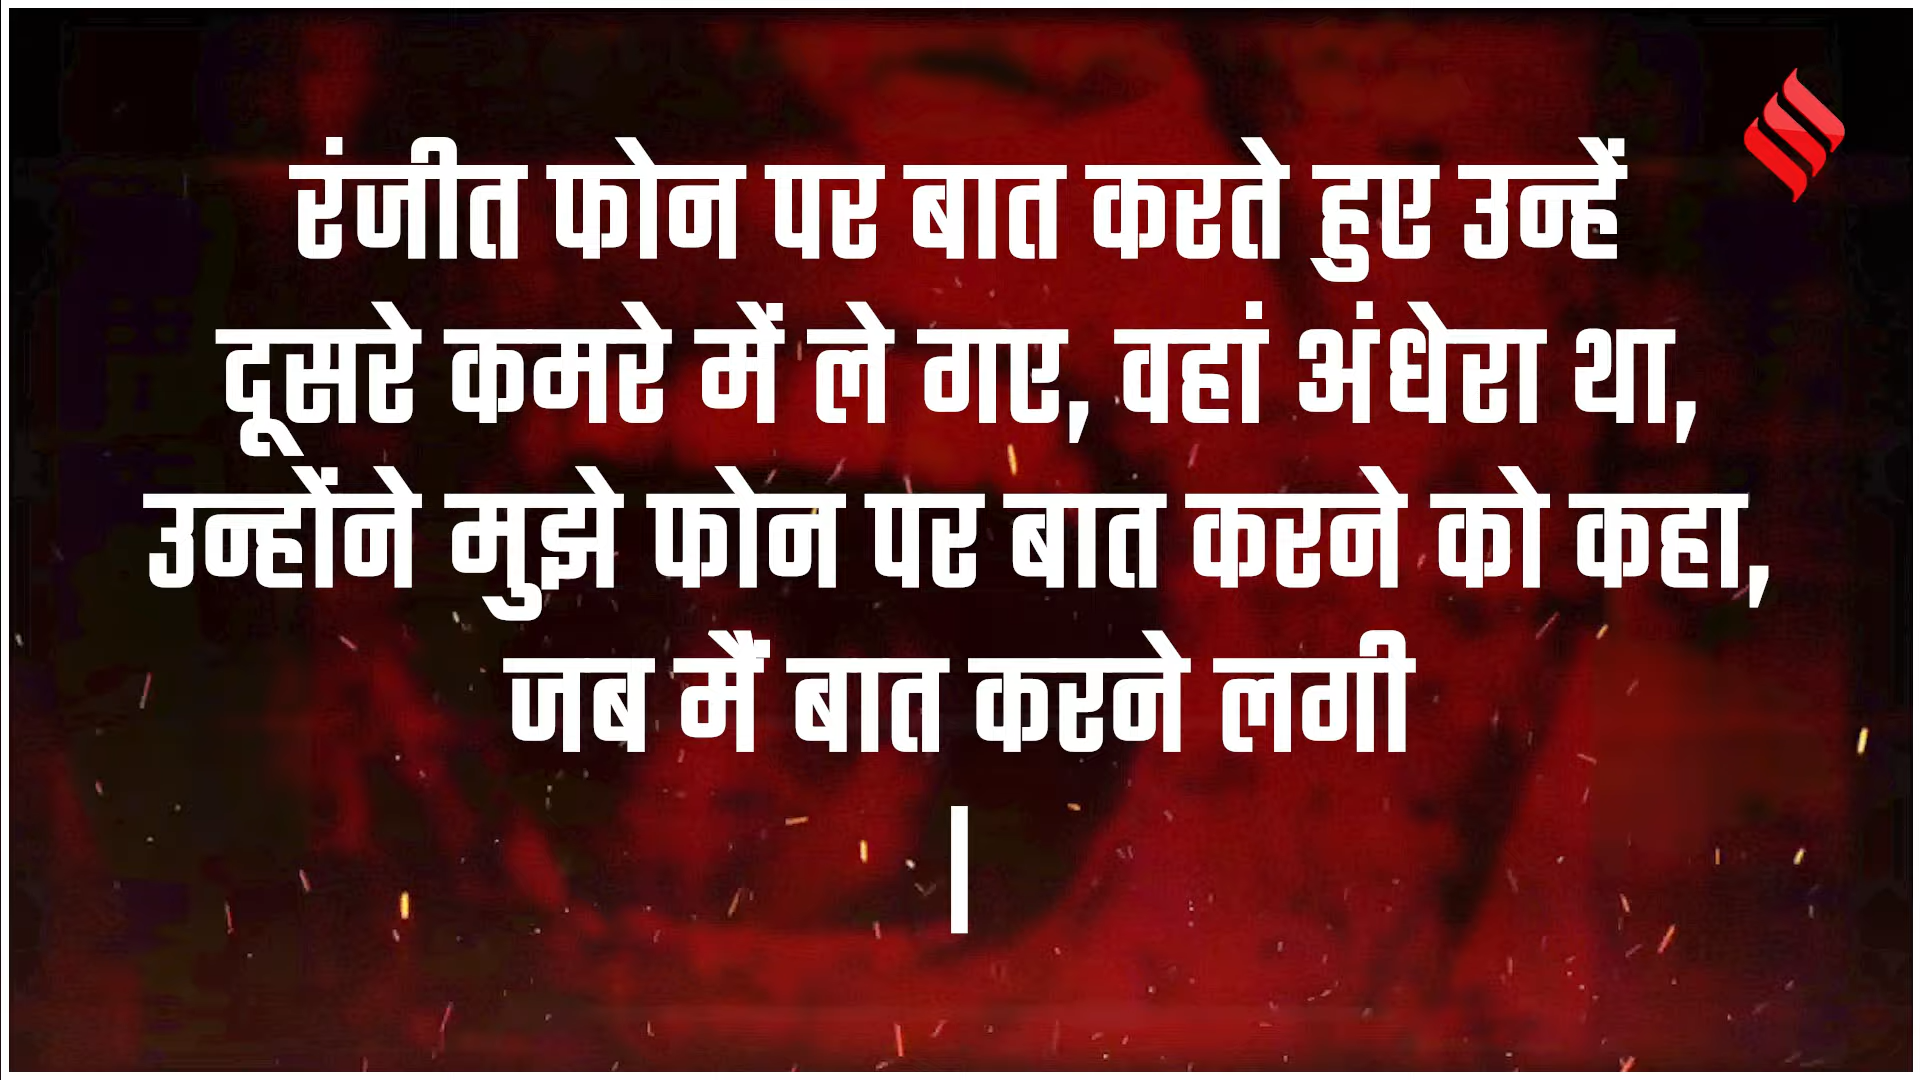 रंजीत फोन पर बात करते हुए उन्हें
दूसरे कमरे में ले गए, वहां अंधेरा था,
उन्होंने मुझे फोन पर बात करने को कहा,
जब मैं बात करने लगी
|